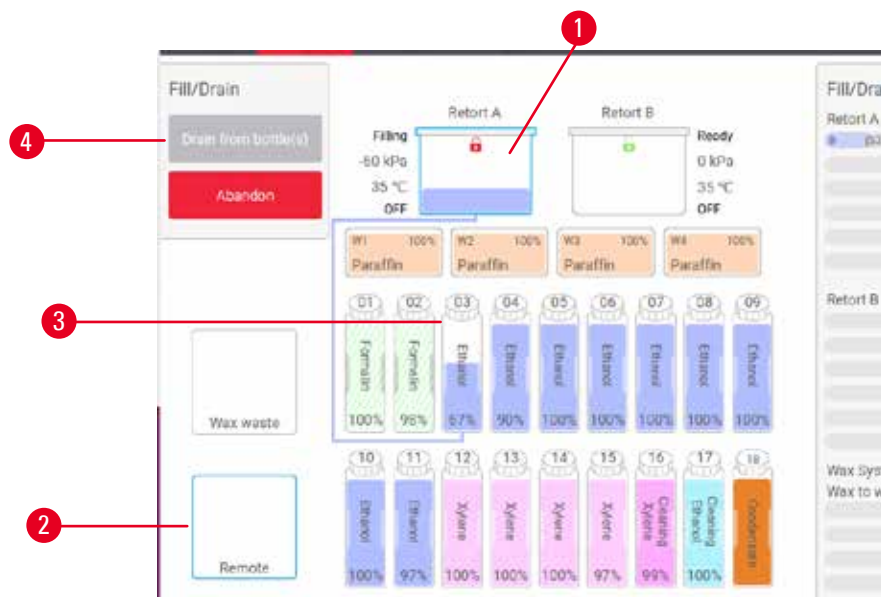 1
Fill/Drain
Drain from bottle(s)
Abandon
4
Retort A
Filling
-60 kPa
35 °C
OFF
Retort B
Ready
0 kPa
35 °C
OFF
W1 100%
Paraffin
W2 100%
Paraffin
W3 100%
Paraffin
W4 100%
Paraffin
3
01 02 03 04 05 06 07 08 09
Formalin Formalin Ethanol Ethanol Ethanol Ethanol Ethanol Ethanol Ethanol
100% 98% 67% 90% 100% 100% 100% 100% 100%
Wax waste
10 11 12 13 14 15 16 17 18
Ethanol Ethanol Xylene Xylene Xylene Xylene Cleaning Xylene Cleaning Ethanol Condensate
100% 97% 100% 100% 100% 97% 99% 100%
2
Remote
Fill/Dra
Retort A
Retort B
Wax Sys
Wax to w